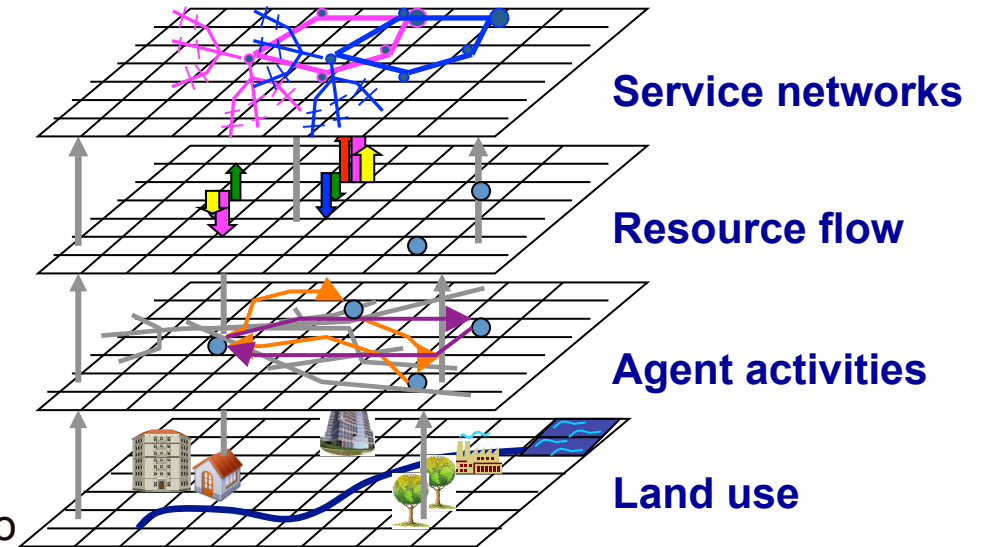 Service networks
Resource flow
Agent activities
Land use
o